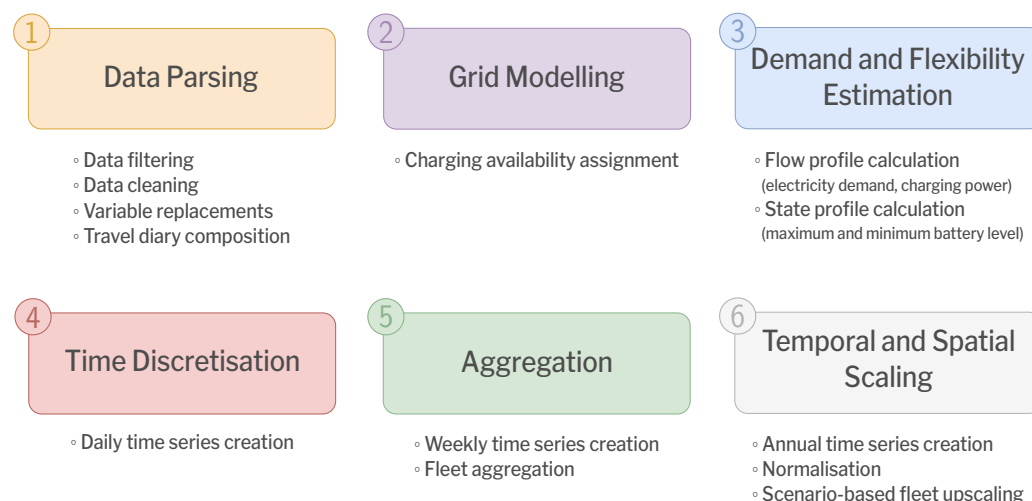 1
Data Parsing
◦ Data filtering
◦ Data cleaning
◦ Variable replacements
◦ Travel diary composition
2
Grid Modelling
◦ Charging availability assignment
3
Demand and Flexibility
Estimation
◦ Flow profile calculation
(electricity demand, charging power)
◦ State profile calculation
(maximum and minimum battery level)
4
Time Discretisation
◦ Daily time series creation
5
Aggregation
◦ Weekly time series creation
◦ Fleet aggregation
6
Temporal and Spatial
Scaling
◦ Annual time series creation
◦ Normalisation
◦ Scenario-based fleet upscaling